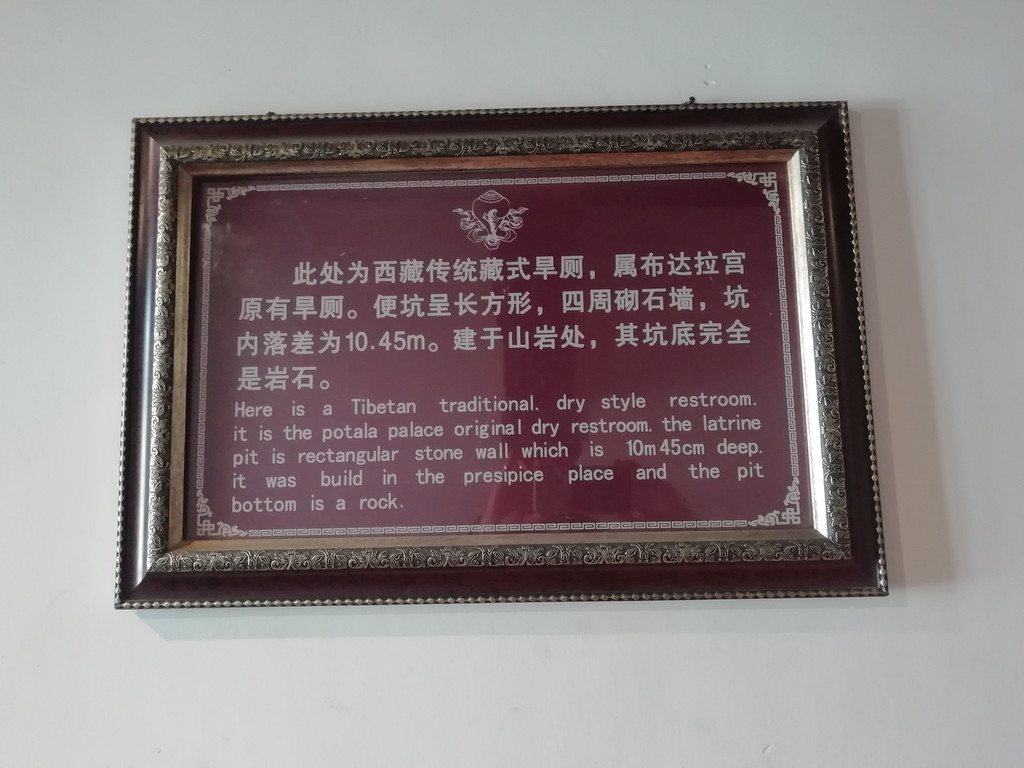 此处为西藏传统藏式旱厕，属布达拉宫
原有旱厕。便坑呈长方形，四周砌石墙，坑
内落差为10.45m。建于山岩处，其坑底完全
是岩石。
Here is a Tibetan traditional. dry style restroom.
it is the potala palace original dry restroom. the latrine
pit is rectangular stone wall which is 10m45cm deep.
it was build in the presipice place and the pit
bottom is a rock.